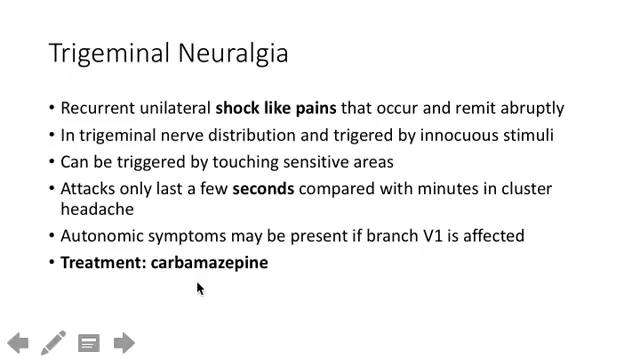 Trigeminal Neuralgia
• Recurrent unilateral shock like pains that occur and remit abruptly
• In trigeminal nerve distribution and trigered by innocuous stimuli
• Can be triggered by touching sensitive areas
• Attacks only last a few seconds compared with minutes in cluster
headache
• Autonomic symptoms may be present if branch V1 is affected
• Treatment: carbamazepine